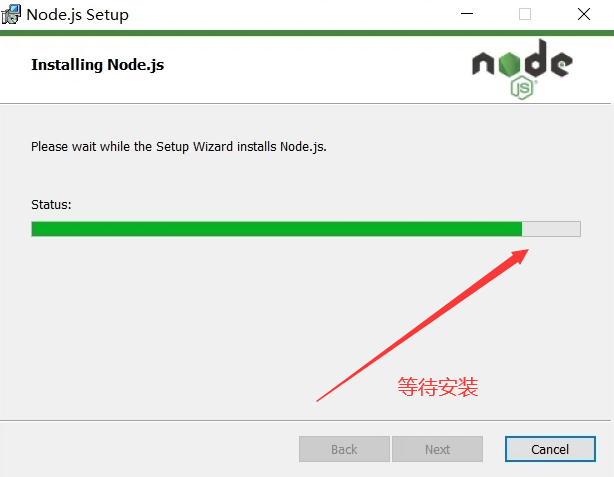 Node.js Setup
Installing Node.js
node
JS
Please wait while the Setup Wizard installs Node.js.
Status:
等待安装
Back
Next
Cancel